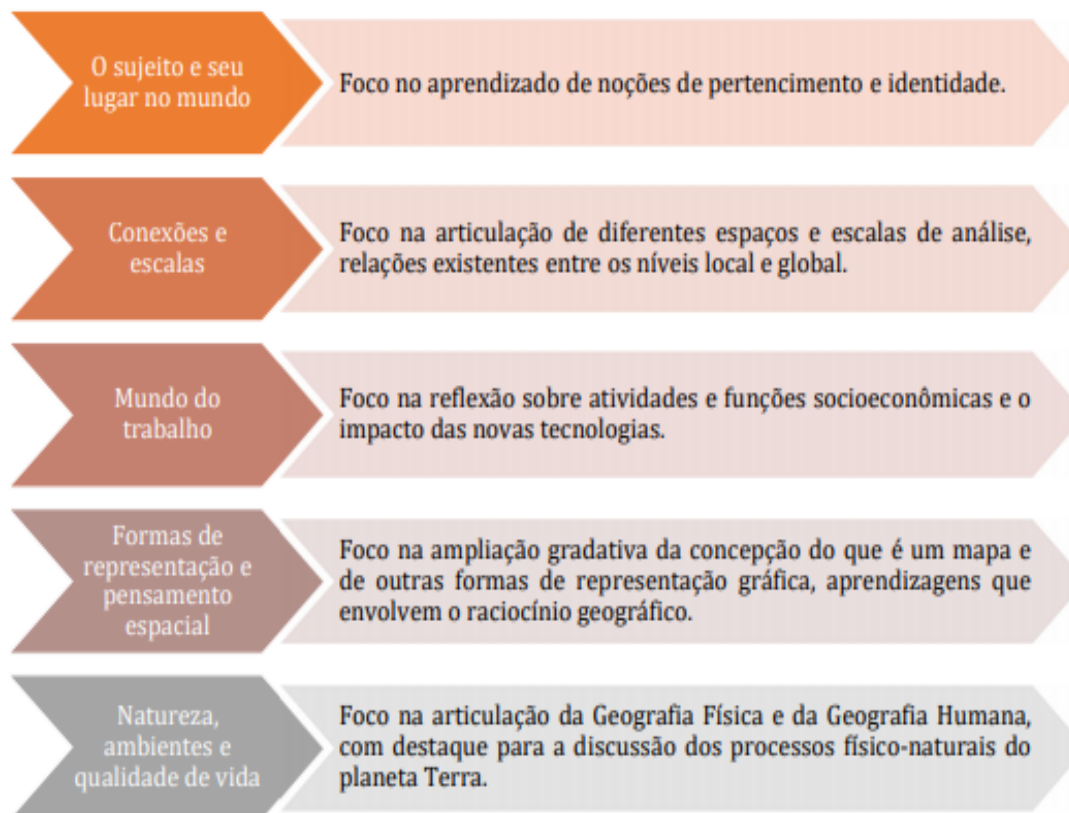 O sujeito e seu
lugar no mundo
Foco no aprendizado de noções de pertencimento e identidade.
Conexões e
escalas
Foco na articulação de diferentes espaços e escalas de análise,
relações existentes entre os níveis local e global.
Mundo do
trabalho
Foco na reflexão sobre atividades e funções socioeconômicas e o
impacto das novas tecnologias.
Formas de
representação e
pensamento
espacial
Foco na ampliação gradativa da concepção do que é um mapa e
de outras formas de representação gráfica, aprendizagens que
envolvem o raciocínio geográfico.
Natureza,
ambientes e
qualidade de vida
Foco na articulação da Geografia Física e da Geografia Humana,
com destaque para a discussão dos processos físico-naturais do
planeta Terra.